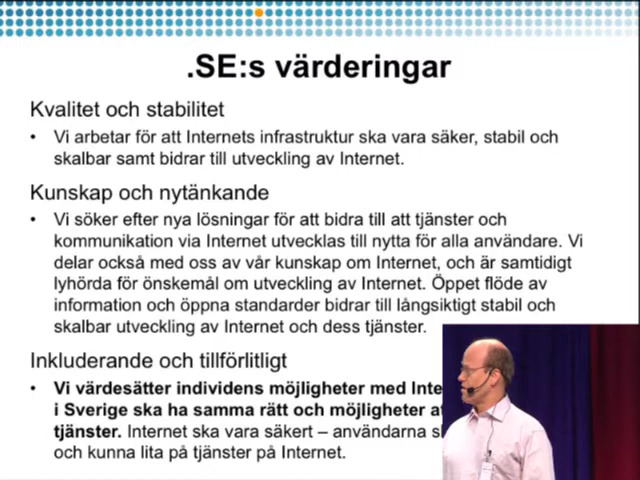 .SE:s värderingar
Kvalitet och stabilitet
• Vi arbetar för att Internets infrastruktur ska vara säker, stabil och
skalbar samt bidrar till utveckling av Internet.
Kunskap och nytänkande
• Vi söker efter nya lösningar för att bidra till att tjänster och
kommunikation via Internet utvecklas till nytta för alla användare. Vi
delar också med oss av vår kunskap om Internet, och är samtidigt
lyhörda för önskemål om utveckling av Internet. Öppet flöde av
information och öppna standarder bidrar till långsiktigt stabil och
skalbar utveckling av Internet och dess tjänster.
Inkluderande och tillförlitligt
• Vi värdesätter individens möjligheter med Inte
i Sverige ska ha samma rätt och möjligheter
tjänster. Internet ska vara säkert – användarna
och kunna lita på tjänster på Internet.